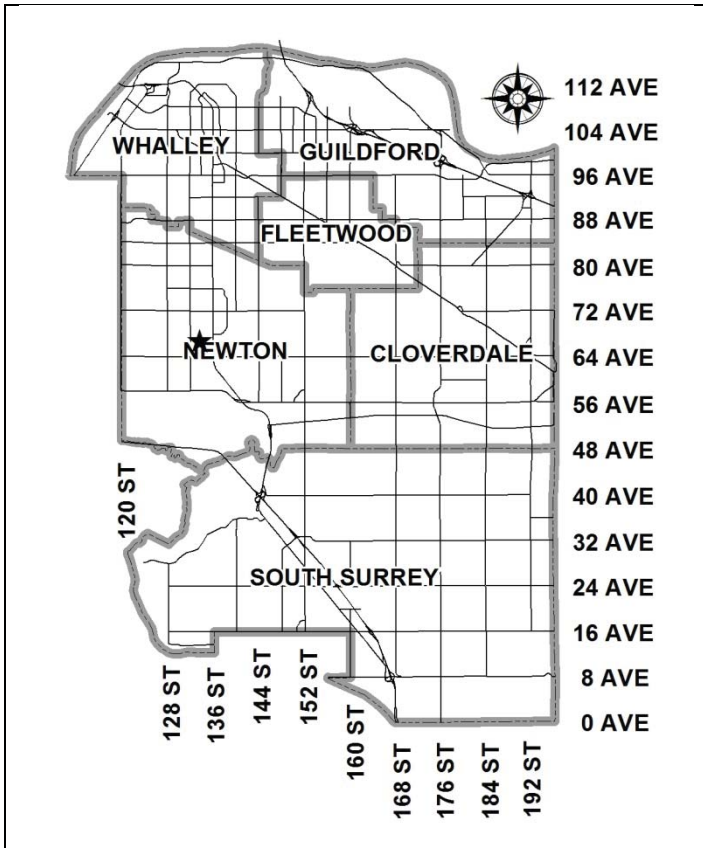 112 AVE
104 AVE
WHALLEY
GUILDFORD
96 AVE
88 AVE
FLEETWOOD
80 AVE
72 AVE
NEWTON
CLOVERDALE
64 AVE
56 AVE
48 AVE
120 ST
40 AVE
32 AVE
SOUTH SURREY
24 AVE
16 AVE
128 ST
136 ST
144 ST
152 ST
160 ST
8 AVE
0 AVE
168 ST
176 ST
184 ST
192 ST